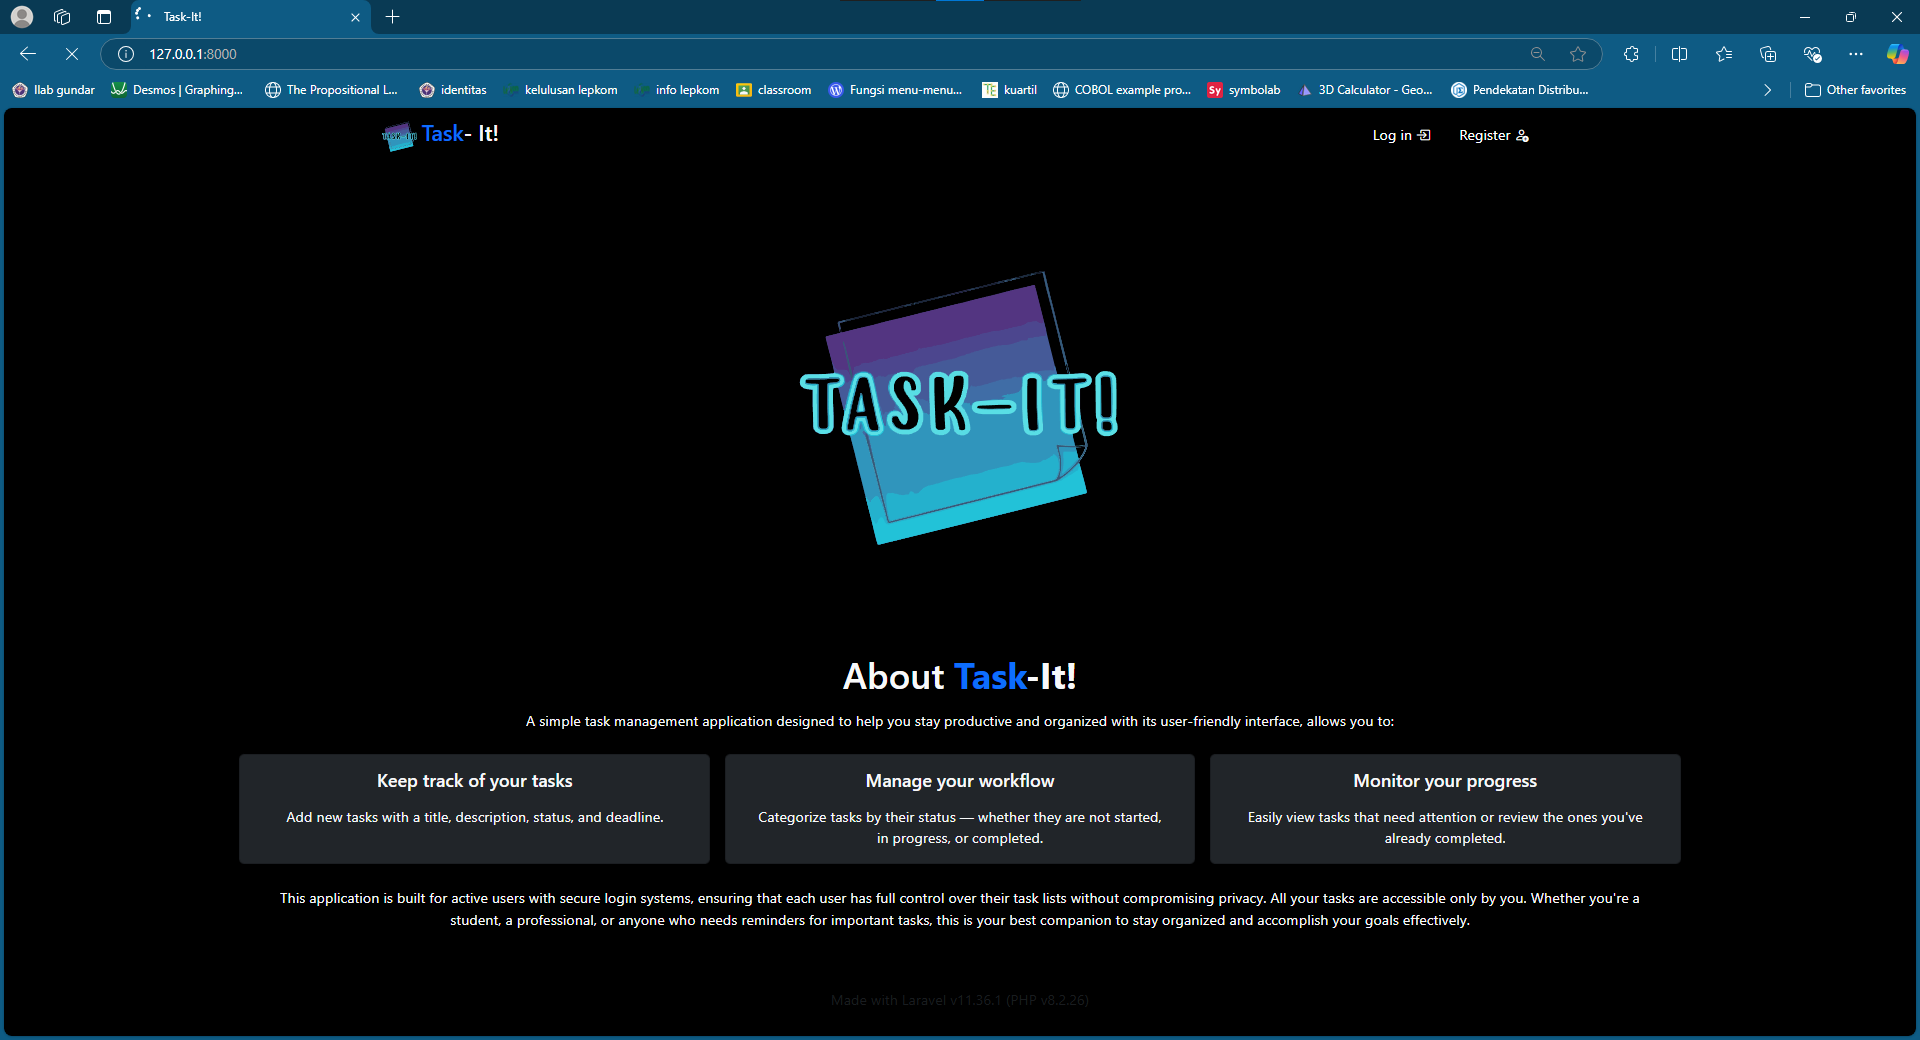 Task-It!
127.0.0.1:8000
Ilab gundar
Desmos | Graphing...
The Propositional L...
identitas
kelulusan lepkom
info lepkom
classroom
Fungsi menu-menu...
TE kuartil
COBOL example pro...
Sy symbolab
3D Calculator - Geo...
Pendekatan Distribu...
Other favorites
TASK-IT! Task- It!
Log in
Register
TASK-IT!
About Task-It!
A simple task management application designed to help you stay productive and organized with its user-friendly interface, allows you to:
Keep track of your tasks
Add new tasks with a title, description, status, and deadline.
Manage your workflow
Categorize tasks by their status — whether they are not started,
in progress, or completed.
Monitor your progress
Easily view tasks that need attention or review the ones you've
already completed.
This application is built for active users with secure login systems, ensuring that each user has full control over their task lists without compromising privacy. All your tasks are accessible only by you. Whether you're a
student, a professional, or anyone who needs reminders for important tasks, this is your best companion to stay organized and accomplish your goals effectively.
Made with Laravel v11.36.1 (PHP v8.2.26)